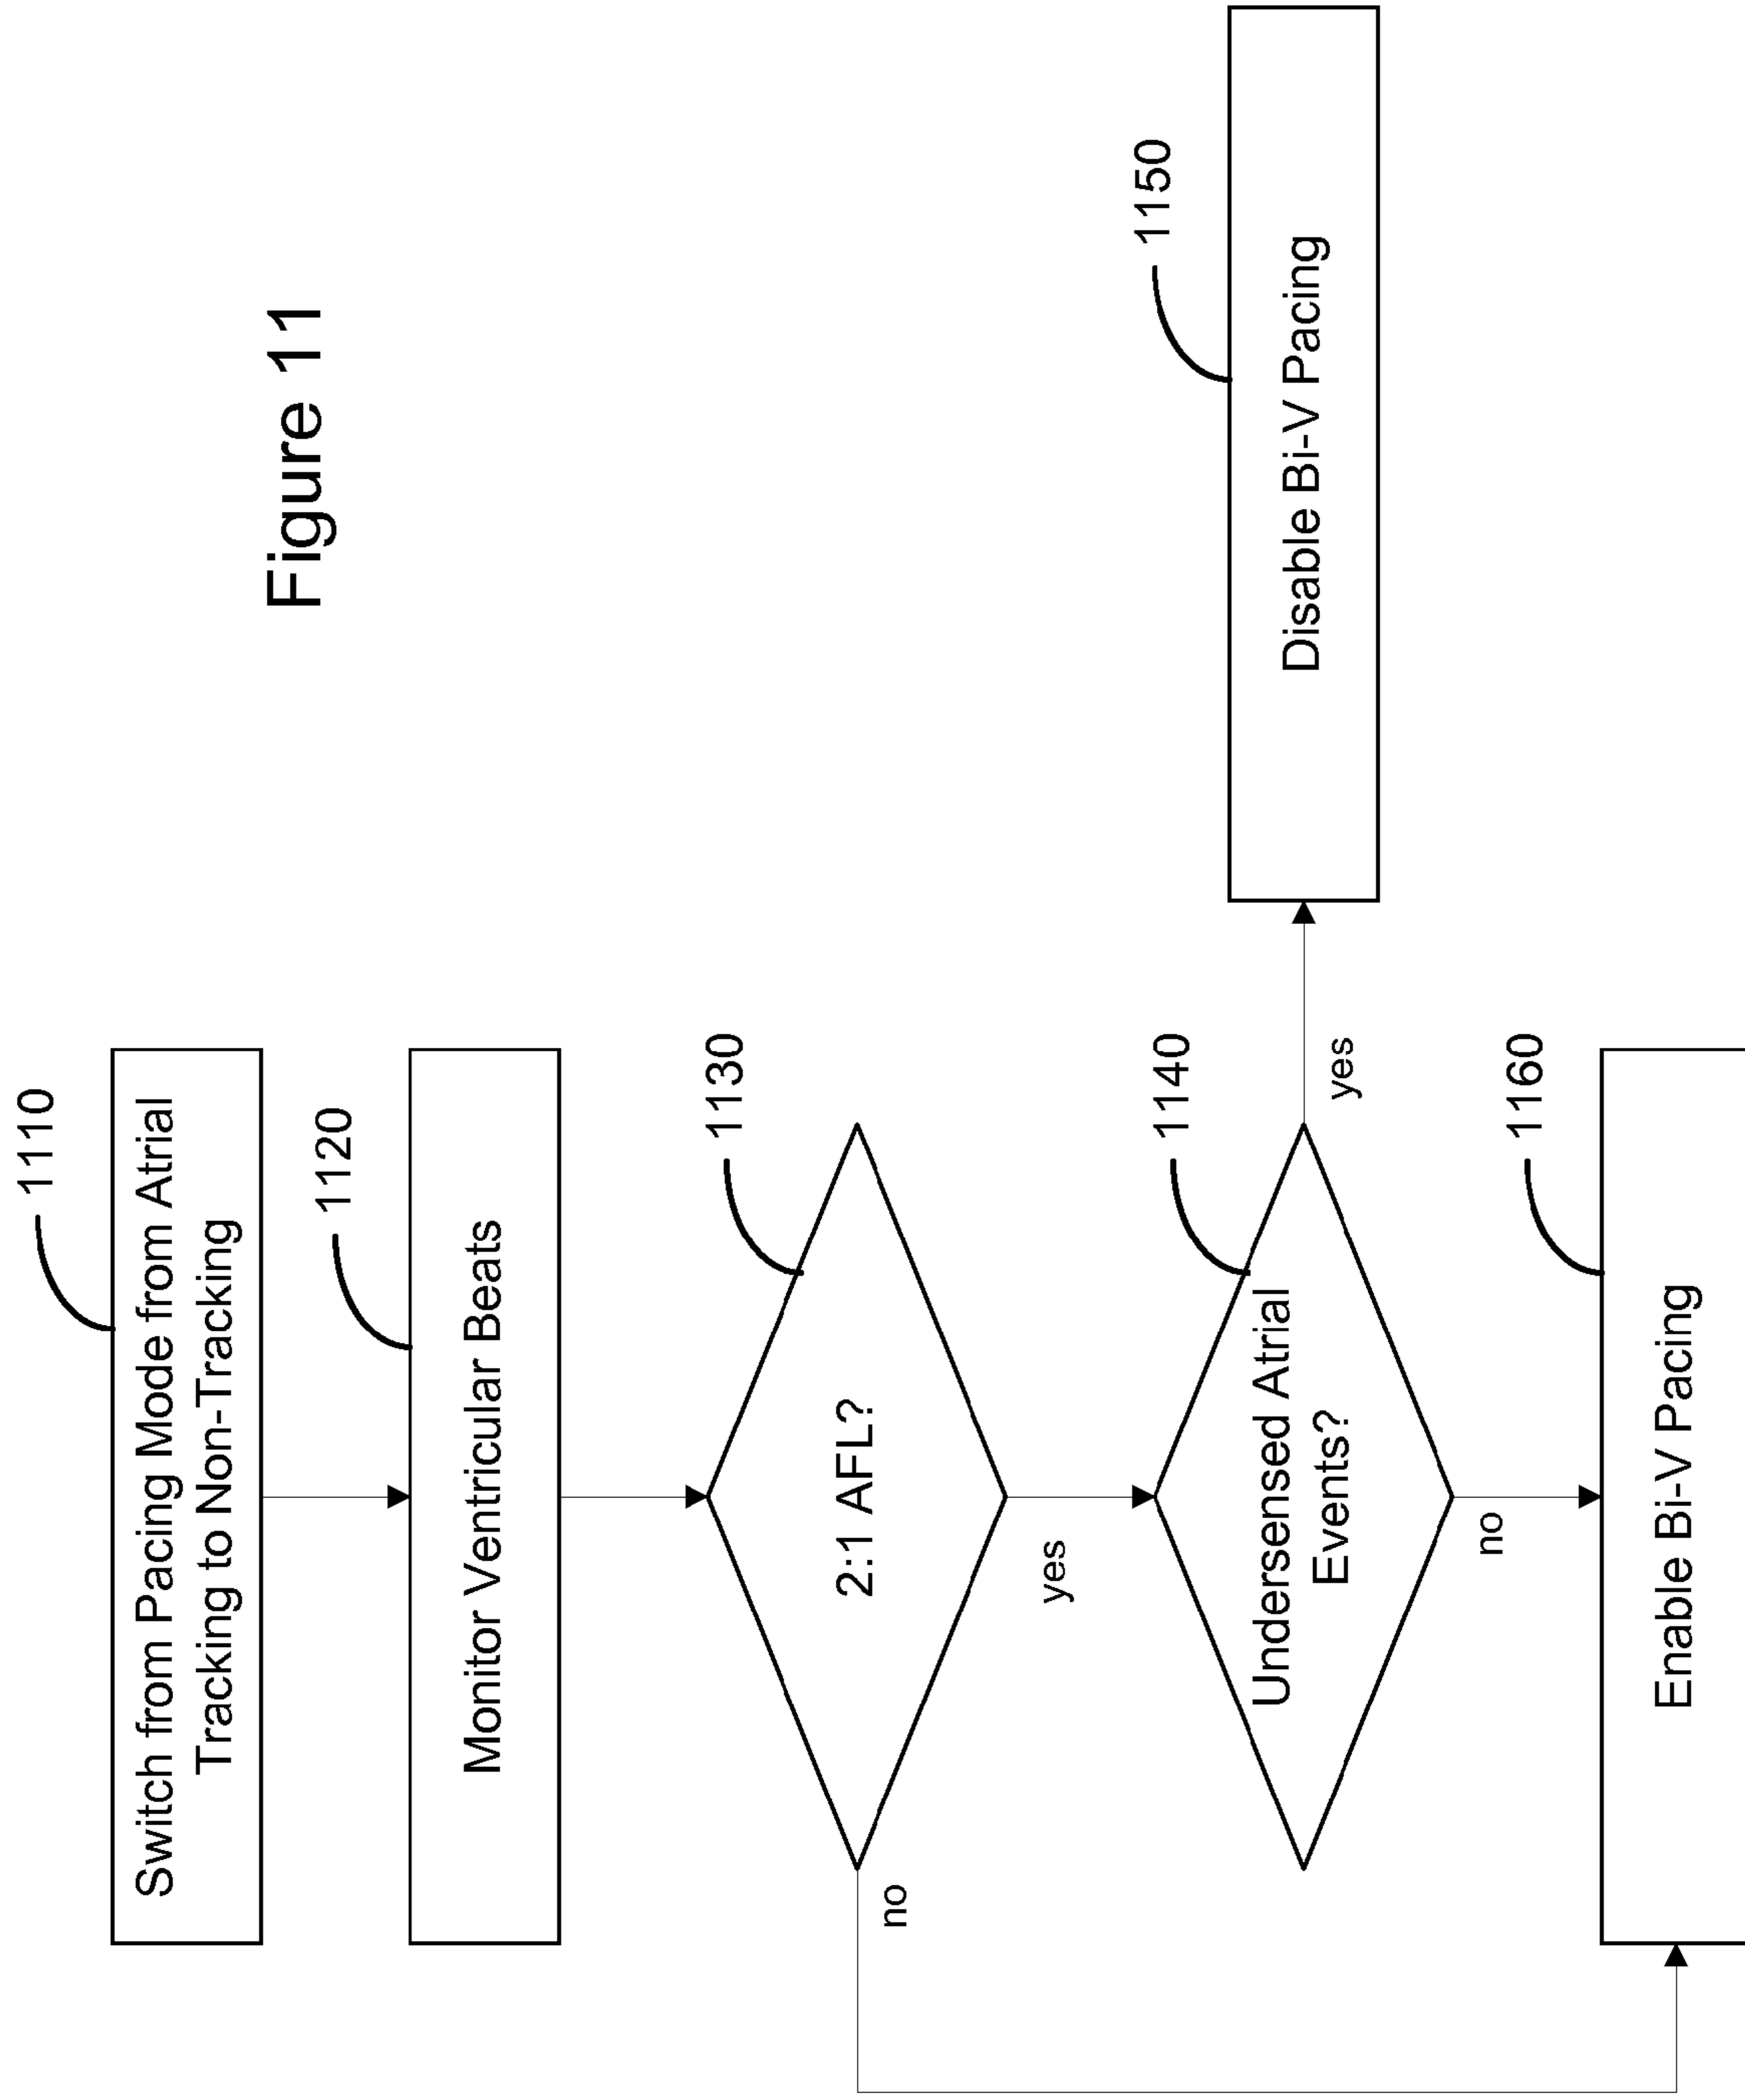 Figure 11
1110
Switch from Pacing Mode from Atrial
Tracking to Non-Tracking
1120
Monitor Ventricular Beats
1130
2:1 AFL?
no
yes
1140
Undersensed Atrial
Events?
yes
no
1150
Disable Bi-V Pacing
1160
Enable Bi-V Pacing